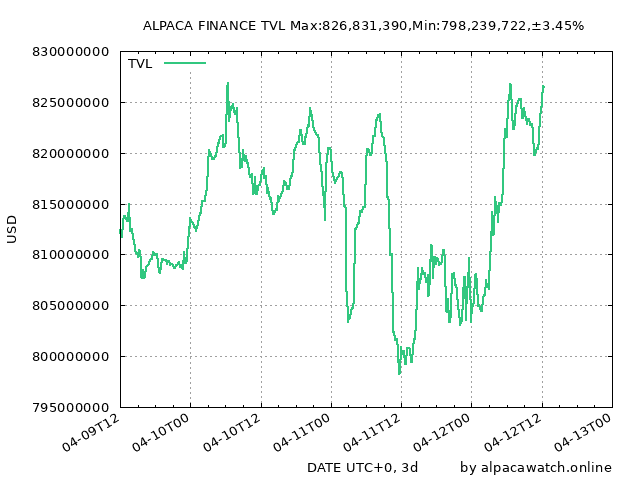 ALPACA FINANCE TVL Max:826,831,390,Min:798,239,722,±3.45%
830000000
TVL
825000000
820000000
815000000
USD
810000000
805000000
800000000
795000000
04-09T12
04-10T00
04-10T12
04-11T00
04-11T12
04-12T00
04-12T12
04-13T00
DATE UTC+0, 3d
by alpacawatch.online